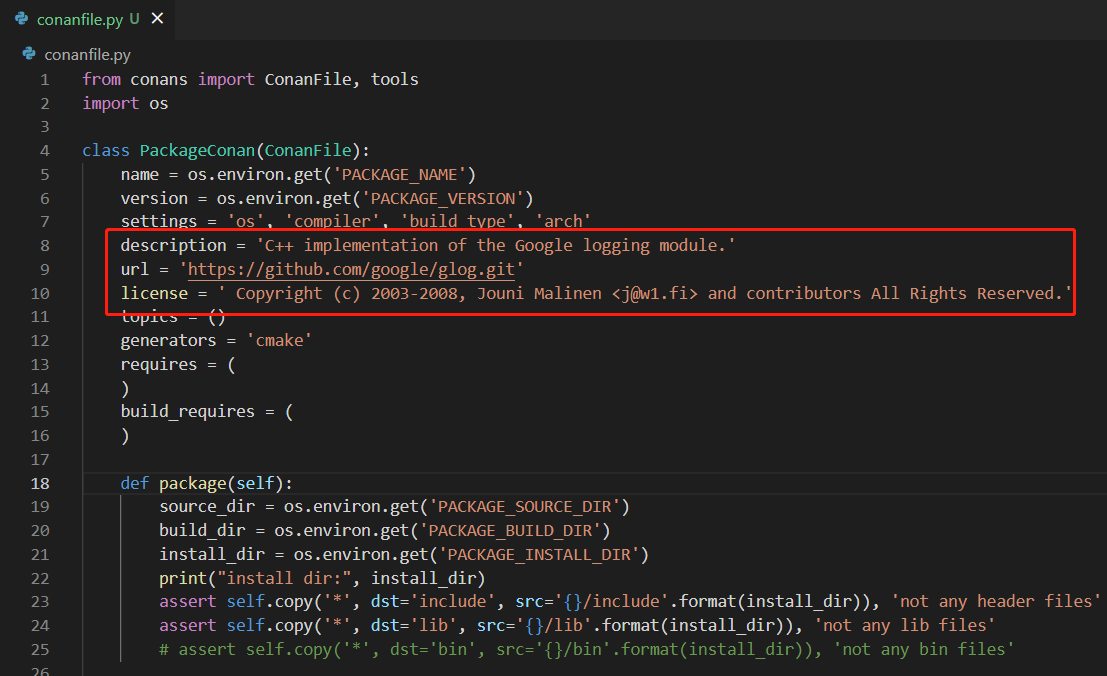 conanfile.py U ×
conanfile.py
1 from conans import ConanFile, tools
2 import os
3
4 class PackageConan(ConanFile):
5 name = os.environ.get('PACKAGE_NAME')
6 version = os.environ.get('PACKAGE_VERSION')
7 settings = 'os', 'compiler', 'build_type', 'arch'
8 description = 'C++ implementation of the Google logging module.'
9 url = 'https://github.com/google/glog.git'
10 license = ' Copyright (c) 2003-2008, Jouni Malinen <j@w1.fi> and contributors All Rights Reserved.'
11 topics = ()
12 generators = 'cmake'
13 requires = (
14 )
15 build_requires = (
16 )
17
18 def package(self):
19 source_dir = os.environ.get('PACKAGE_SOURCE_DIR')
20 build_dir = os.environ.get('PACKAGE_BUILD_DIR')
21 install_dir = os.environ.get('PACKAGE_INSTALL_DIR')
22 print("install dir:", install_dir)
23 assert self.copy('*', dst='include', src='{}/include'.format(install_dir)), 'not any header files'
24 assert self.copy('*', dst='lib', src='{}/lib'.format(install_dir)), 'not any lib files'
25 # assert self.copy('*', dst='bin', src='{}/bin'.format(install_dir)), 'not any bin files'
26